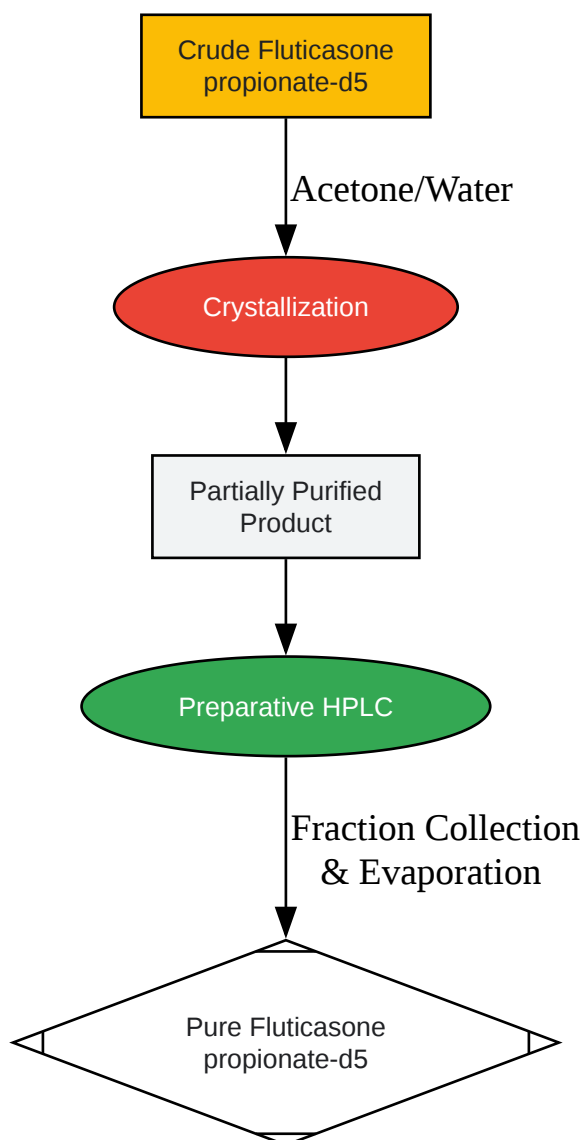 Crude Fluticasone
propionate-d5
Acetone/Water
Crystallization
Partially Purified
Product
Preparative HPLC
Fraction Collection
& Evaporation
Pure Fluticasone
propionate-d5